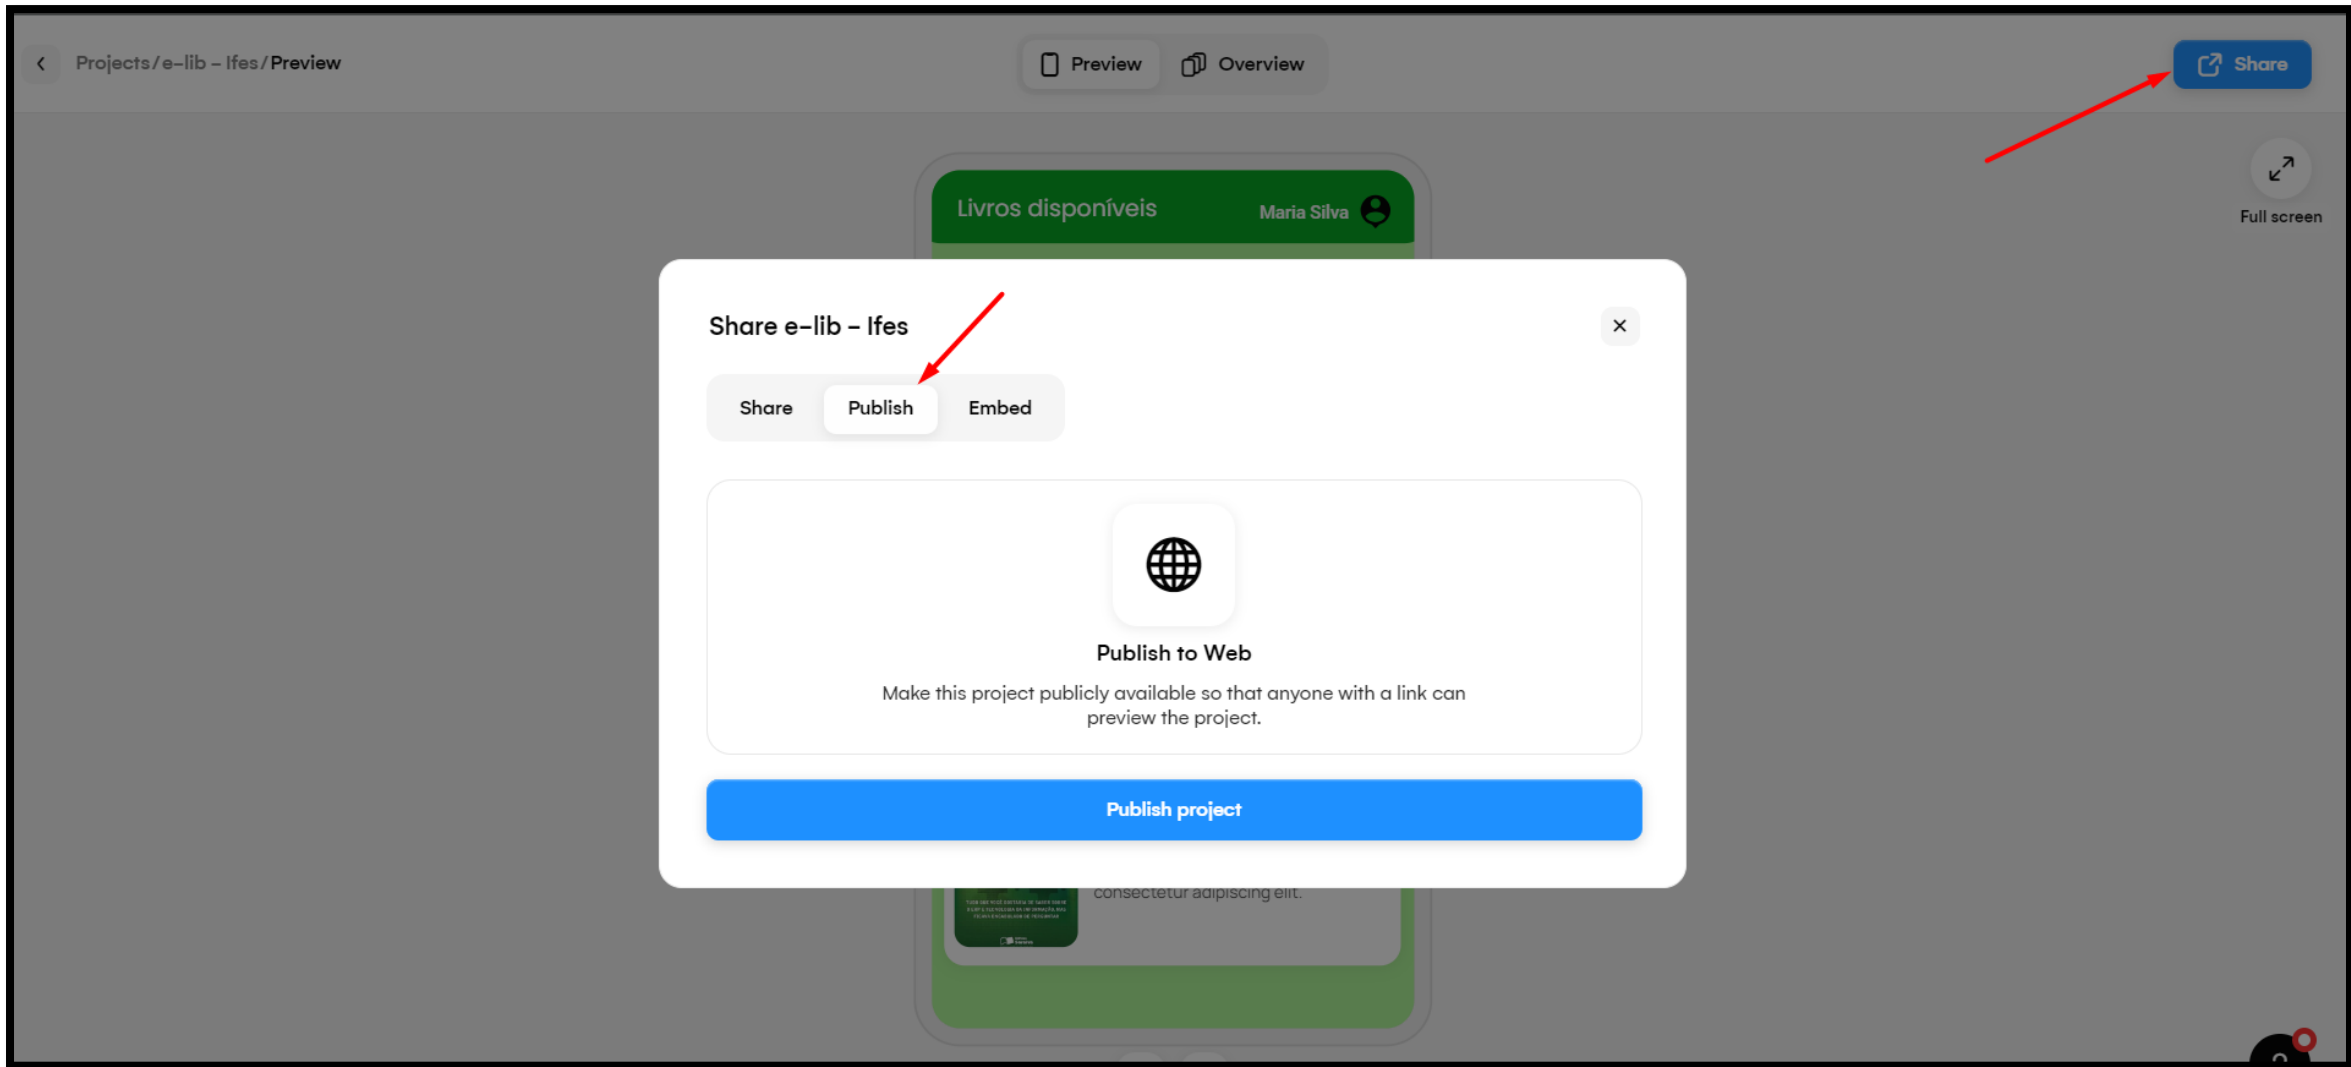 Projects/e-lib - Ifes/Preview
Preview
Overview
Share
Full screen
Livros disponíveis
Maria Silva
Share e-lib - Ifes
Share
Publish
Embed
Publish to Web
Make this project publicly available so that anyone with a link can
preview the project.
Publish project
consectetur adipiscing elit.